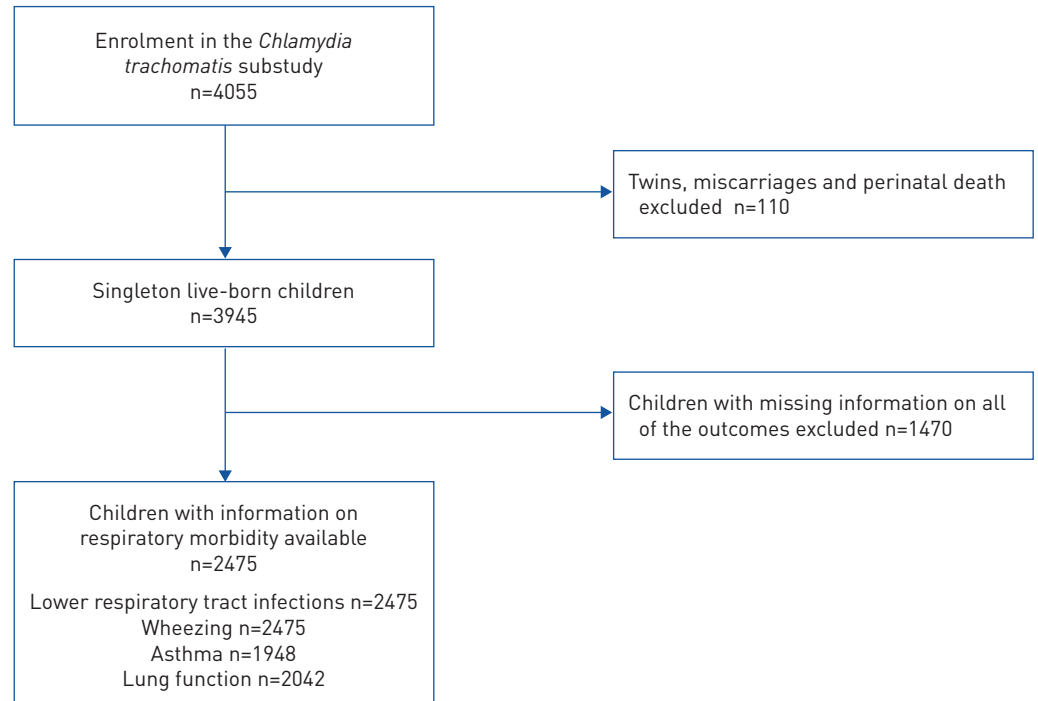 Enrolment in the Chlamydia
trachomatis substudy
n=4055
Twins, miscarriages and perinatal death
excluded n=110
Singleton live-born children
n=3945
Children with missing information on all
of the outcomes excluded n=1470
Children with information on
respiratory morbidity available
n=2475
Lower respiratory tract infections n=2475
Wheezing n=2475
Asthma n=1948
Lung function n=2042